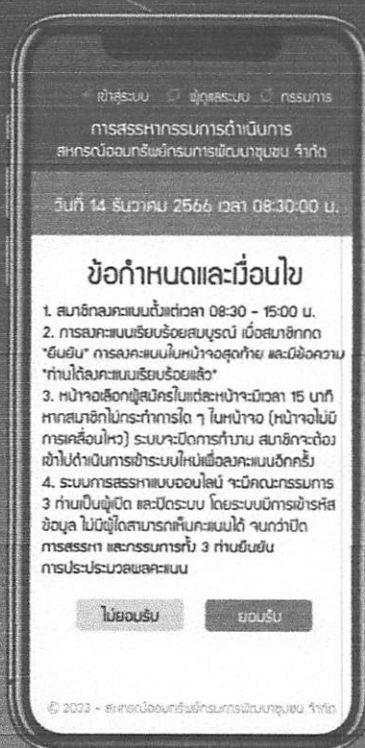 เข้าสู่ระบบ ผู้ดูแลระบบ กรรมการ
การสรรหากรรมการดำเนินการ
สหกรณ์ออมทรัพย์กรมการพัฒนาชุมชน จำกัด
วันที่ 14 ธันวาคม 2566 เวลา 08:30:00 น.
ข้อกำหนดและเงื่อนไข
1. สมาชิกลงคะแนนตั้งแต่เวลา 08:30 - 15:00 น.
2. การลงคะแนนเรียบร้อยสมบูรณ์ เมื่อสมาชิกกด
"ยืนยัน" การลงคะแนนในหน้าจอสุดท้าย และมีข้อความ
"ท่านได้ลงคะแนนเรียบร้อยแล้ว"
3. หน้าจอเลือกผู้สมัครในแต่ละหน้าจะมีเวลา 15 นาที
หากสมาชิกไม่กระทำการใด ๆ ในหน้าจอ (หน้าจอไม่มี
การเคลื่อนไหว) ระบบจะปิดการทำงาน สมาชิกจะต้อง
เข้าไปดำเนินการเข้าระบบใหม่เพื่อลงคะแนนอีกครั้ง
4. ระบบการสรรหาแบบออนไลน์ จะมีคณะกรรมการ
3 ท่านเป็นผู้เปิด และปิดระบบ โดยระบบมีการเข้ารหัส
ข้อมูล ไม่มีผู้ใดสามารถเห็นคะแนนได้ จนกว่าปิด
การสรรหา และกรรมการทั้ง 3 ท่านยืนยัน
การประประมวลผลคะแนน
ไม่ยอมรับ ยอมรับ
© 2023 - สหกรณ์ออมทรัพย์กรมการพัฒนาชุมชน จำกัด